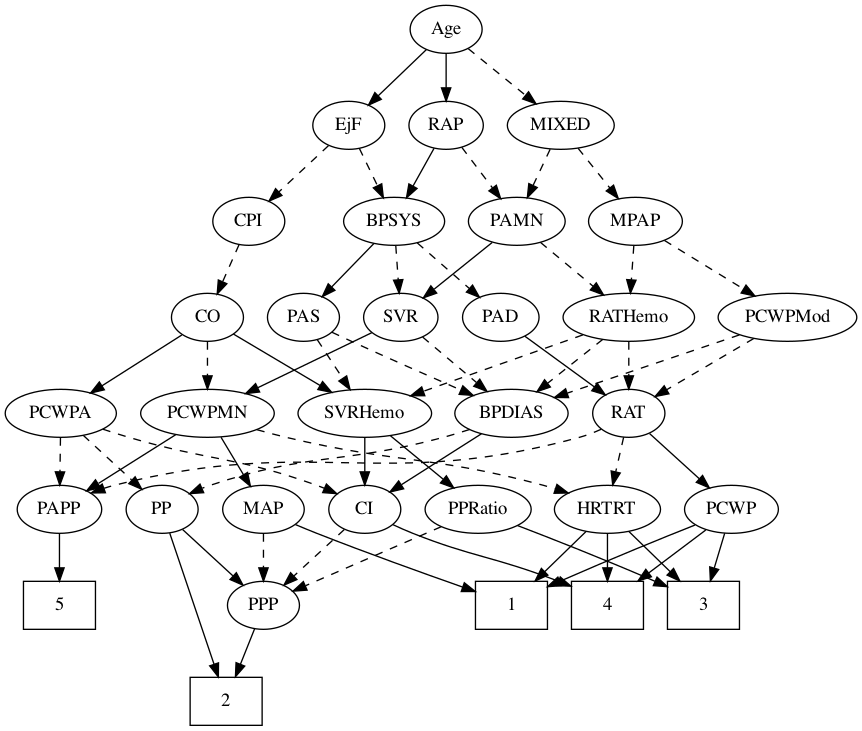 Age
EjF
RAP
MIXED
CPI
BPSYS
PAMN
MPAP
CO
PAS
SVR
PAD
RATHemo
PCWPMod
PCWPA
PCWPMN
SVRHemo
BPDIAS
RAT
PAPP
PP
MAP
CI
PPRatio
HRTRT
PCWP
5
PPP
1
4
3
2